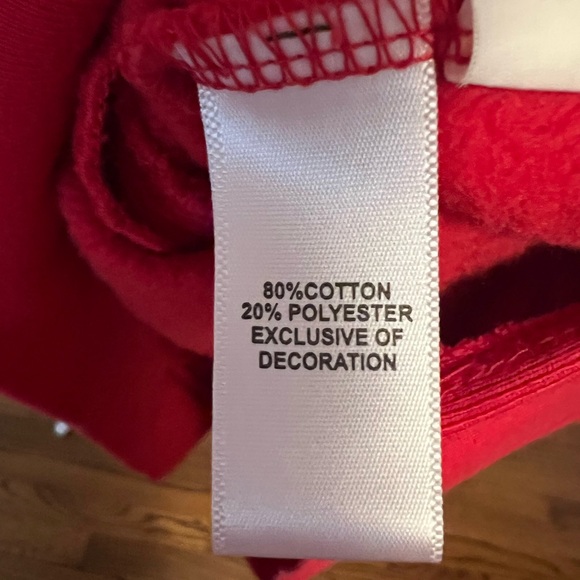 80%COTTON
20% POLYESTER
EXCLUSIVE OF
DECORATION